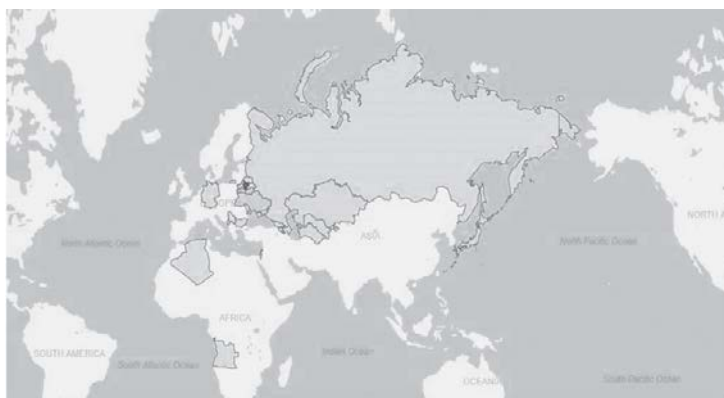 North Atlantic Ocean
ASIA
North Pacific Ocean
NORTH A
AFRICA
SOUTH AMERICA
South Atlantic Ocean
Indian Ocean
OCEANI
South Pacific Ocean